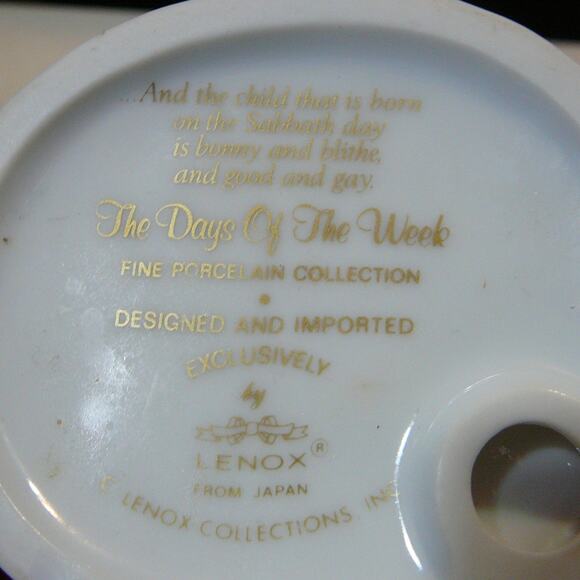 ...And the child that is born
on the Sabbath day
is bonny and blithe,
and good and gay.
The Days Of The Week
FINE PORCELAIN COLLECTION
•
DESIGNED AND IMPORTED
EXCLUSIVELY
by
LENOX®
FROM JAPAN
© LENOX COLLECTIONS INC